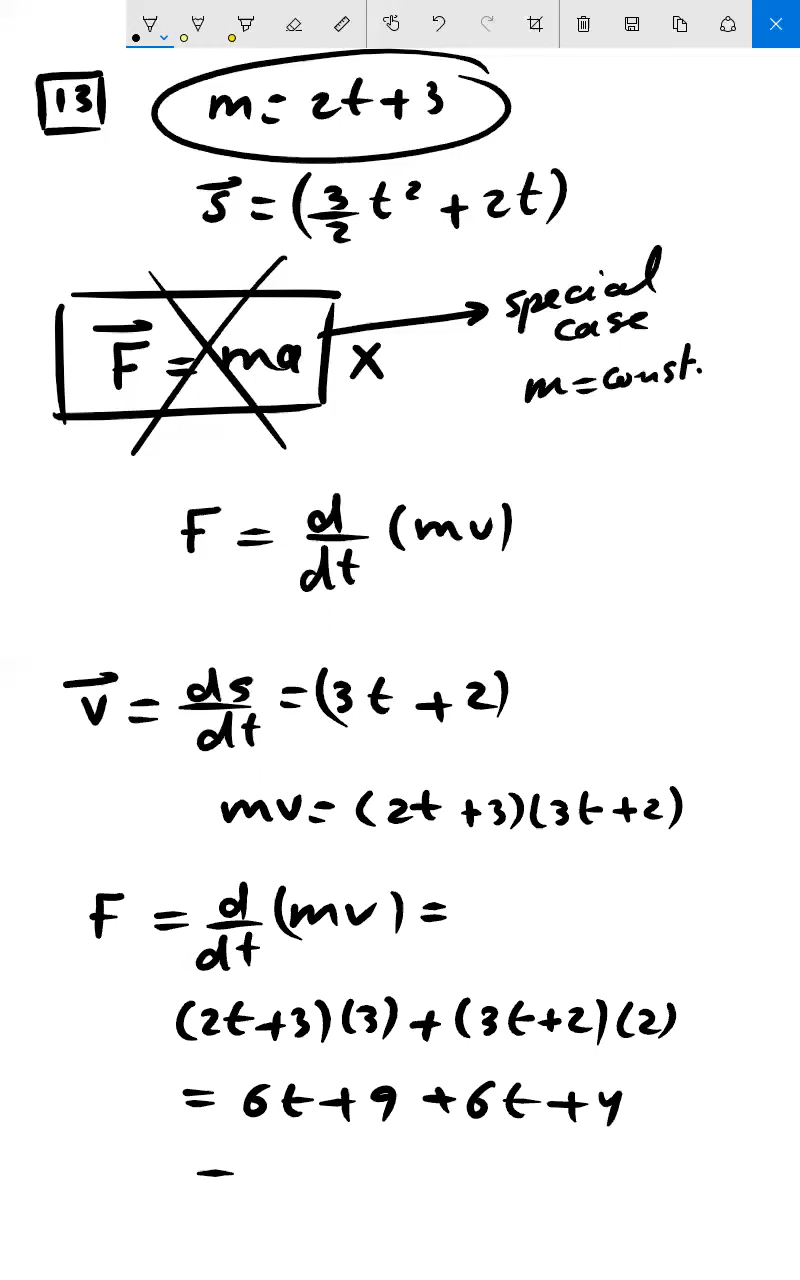 13 m = 2t + 3
s⃗ = (3/2 t² + 2t)
F⃗ = ma X → special case
m = const.
F = d/dt (mv)
v⃗ = ds/dt = (3t + 2)
mv = (2t + 3)(3t + 2)
F = d/dt (mv) =
(2t+3)(3) + (3t+2)(2)
= 6t + 9 + 6t + 4